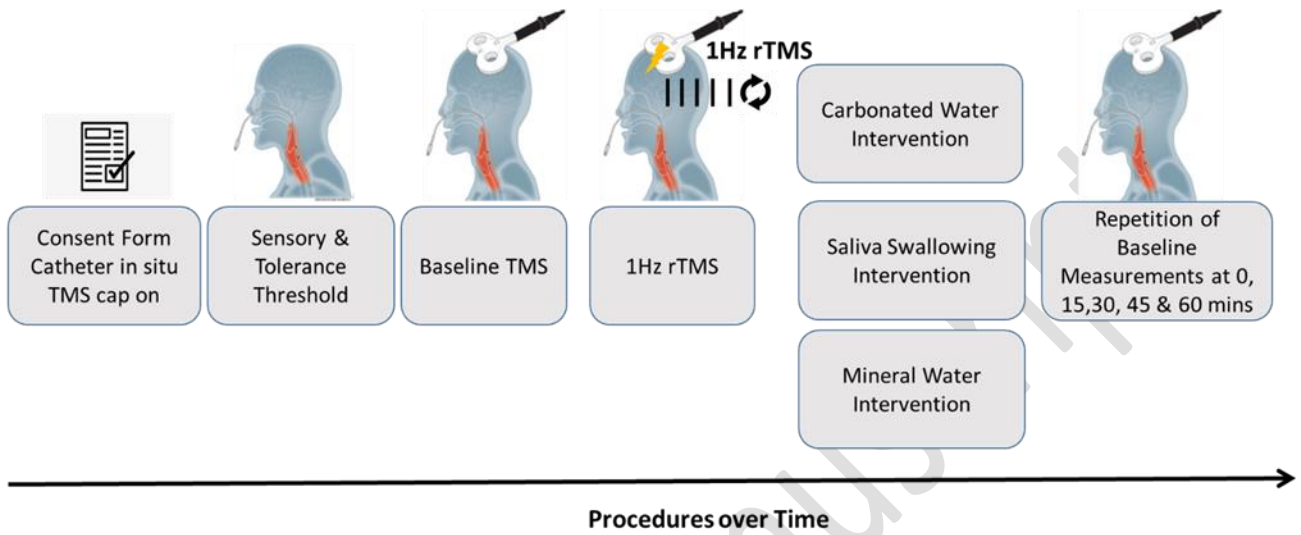 1Hz rTMS
Carbonated Water
Intervention
Consent Form
Catheter in situ
TMS cap on
Sensory &
Tolerance
Threshold
Baseline TMS
1Hz rTMS
Saliva Swallowing
Intervention
Repetition of
Baseline
Measurements at 0,
15,30, 45 & 60 mins
Mineral Water
Intervention
Procedures over Time